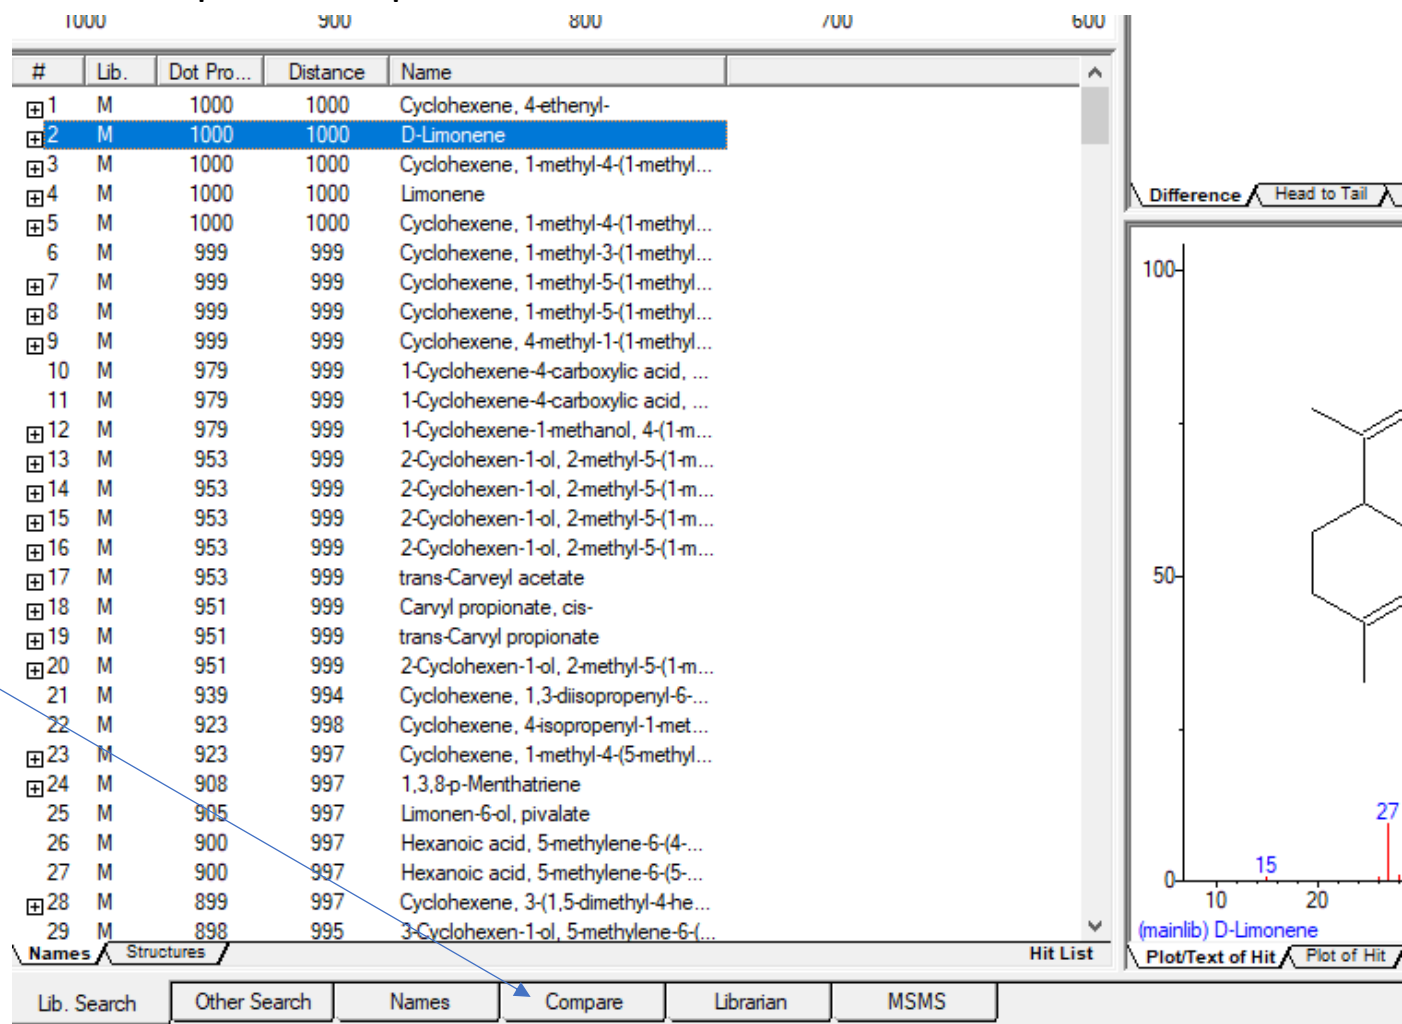 1000 900 800 700 600
# Lib. Dot Pro... Distance Name
1 M 1000 1000 Cyclohexene, 4-ethenyl-
2 M 1000 1000 D-Limonene
3 M 1000 1000 Cyclohexene, 1-methyl-4-(1-methyl...
4 M 1000 1000 Limonene
5 M 1000 1000 Cyclohexene, 1-methyl-4-(1-methyl...
6 M 999 999 Cyclohexene, 1-methyl-3-(1-methyl...
7 M 999 999 Cyclohexene, 1-methyl-5-(1-methyl...
8 M 999 999 Cyclohexene, 1-methyl-5-(1-methyl...
9 M 999 999 Cyclohexene, 4-methyl-1-(1-methyl...
10 M 979 999 1-Cyclohexene-4-carboxylic acid, ...
11 M 979 999 1-Cyclohexene-4-carboxylic acid, ...
12 M 979 999 1-Cyclohexene-1-methanol, 4-(1-m...
13 M 953 999 2-Cyclohexen-1-ol, 2-methyl-5-(1-m...
14 M 953 999 2-Cyclohexen-1-ol, 2-methyl-5-(1-m...
15 M 953 999 2-Cyclohexen-1-ol, 2-methyl-5-(1-m...
16 M 953 999 2-Cyclohexen-1-ol, 2-methyl-5-(1-m...
17 M 953 999 trans-Carveyl acetate
18 M 951 999 Carvyl propionate, cis-
19 M 951 999 trans-Carvyl propionate
20 M 951 999 2-Cyclohexen-1-ol, 2-methyl-5-(1-m...
21 M 939 994 Cyclohexene, 1,3-diisopropenyl-6-...
22 M 923 998 Cyclohexene, 4-isopropenyl-1-met...
23 M 923 997 Cyclohexene, 1-methyl-4-(5-methyl...
24 M 908 997 1,3,8-p-Menthatriene
25 M 905 997 Limonen-6-ol, pivalate
26 M 900 997 Hexanoic acid, 5-methylene-6-(4-...
27 M 900 997 Hexanoic acid, 5-methylene-6-(5-...
28 M 899 997 Cyclohexene, 3-(1,5-dimethyl-4-he...
29 M 898 995 3-Cyclohexen-1-ol, 5-methylene-6-(...
Names Structures Hit List
Difference Head to Tail
100
50
27
15
0
10 20
(mainlib) D-Limonene
Plot/Text of Hit Plot of Hit
Lib. Search Other Search Names Compare Librarian MSMS